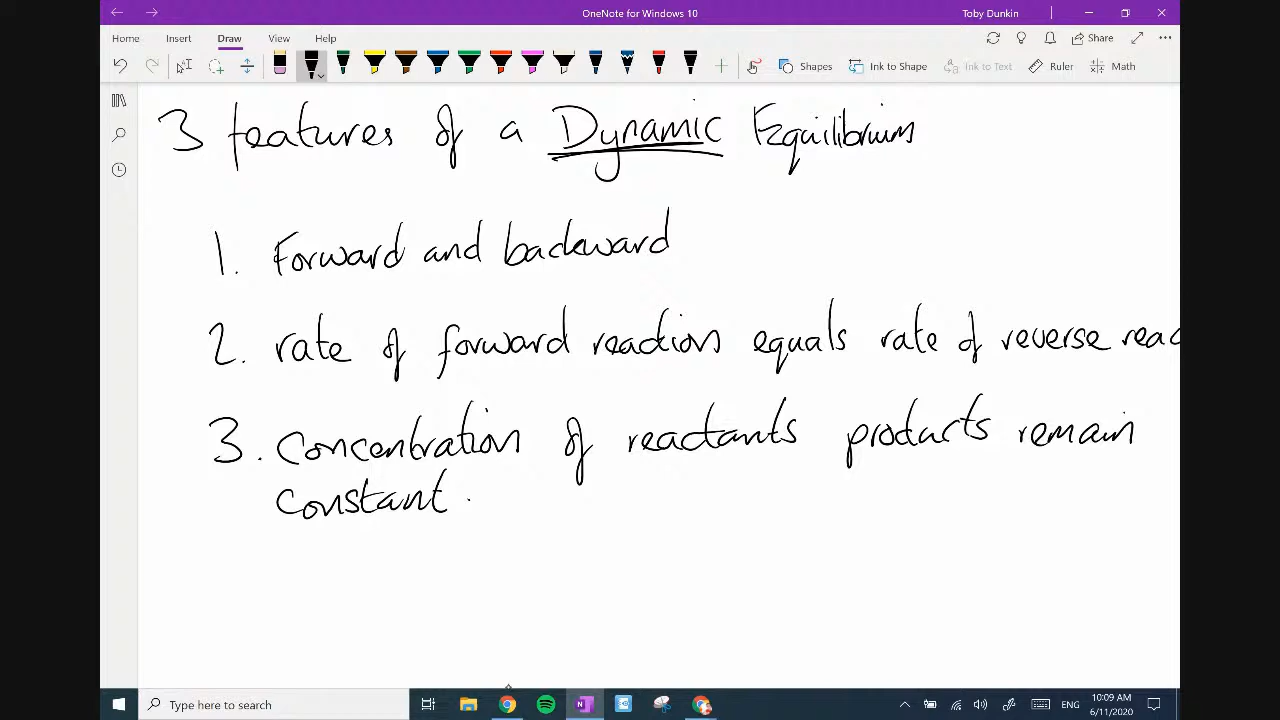 OneNote for Windows 10
Toby Dunkin
Home Insert Draw View Help
Share
Shapes Ink to Shape Ink to Text Ruler Math
3 features of a Dynamic Equilibrium
1. Forward and backward
2. rate of forward reaction equals rate of reverse reac
3. Concentration of reactants products remain
constant.
Type here to search
ENG
10:09 AM
6/11/2020